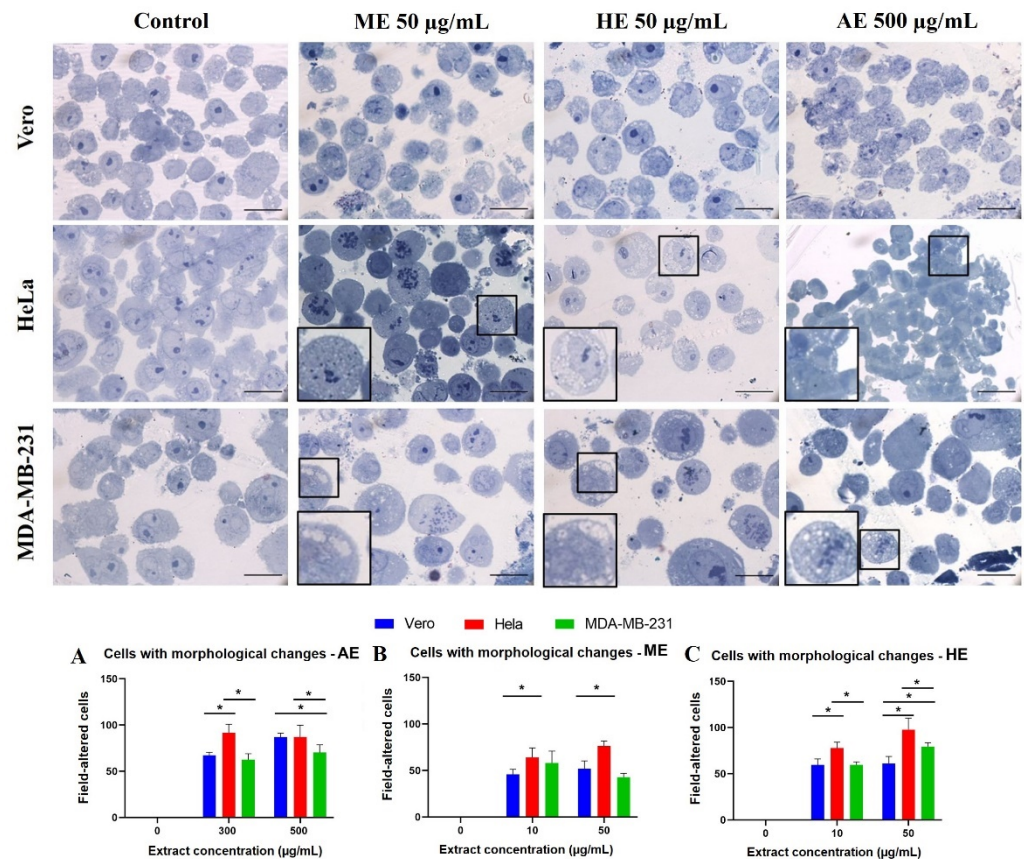 Control ME 50 µg/mL HE 50 µg/mL AE 500 µg/mL
Vero
HeLa
MDA-MB-231
Vero Hela MDA-MB-231
A Cells with morphological changes - AE
Field-altered cells
150
100
50
0
* *
* *
0 300 500
Extract concentration (µg/mL)
B Cells with morphological changes - ME
Field-altered cells
150
100
50
0
* *
0 10 50
Extract concentration (µg/mL)
C Cells with morphological changes - HE
Field-altered cells
150
100
50
0
* *
* * *
0 10 50
Extract concentration (µg/mL)